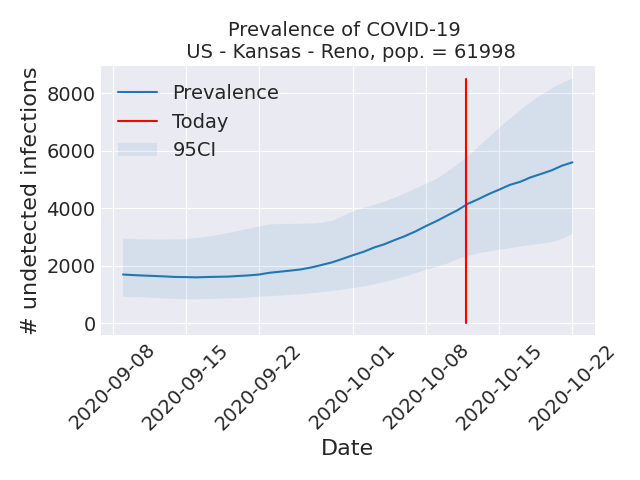 Prevalence of COVID-19
US - Kansas - Reno, pop. = 61998
# undetected infections
8000
6000
4000
2000
0
Prevalence
Today
95CI
2020-09-08
2020-09-15
2020-09-22
2020-10-01
2020-10-08
2020-10-15
2020-10-22
Date